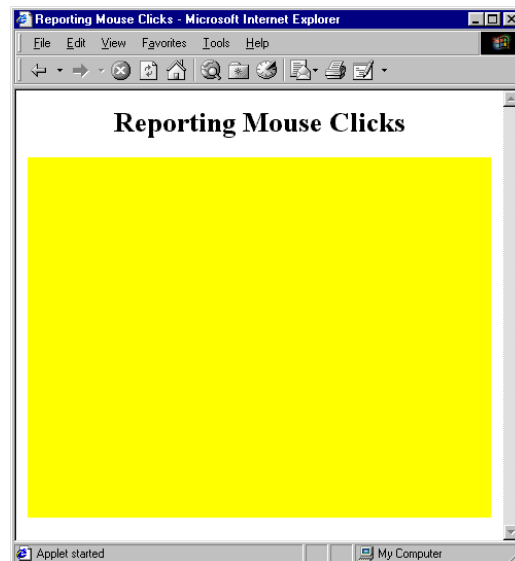 Reporting Mouse Clicks - Microsoft Internet Explorer
File Edit View Favorites Tools Help
Reporting Mouse Clicks
Applet started
My Computer